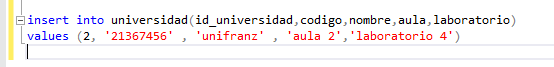 insert into universidad(id_universidad,codigo,nombre,aula,laboratorio)
values (2, '21367456' , 'unifranz' , 'aula 2','laboratorio 4')